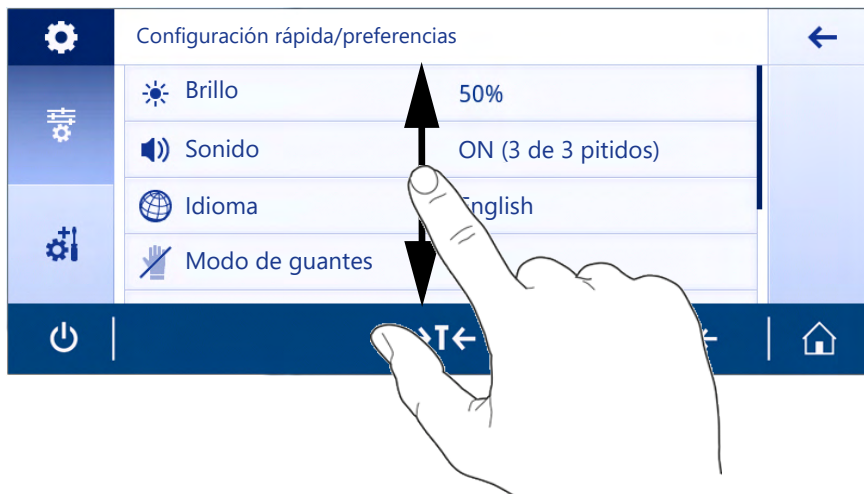 Configuración rápida/preferencias
Brillo 50%
Sonido ON (3 de 3 pitidos)
Idioma English
Modo de guantes
T